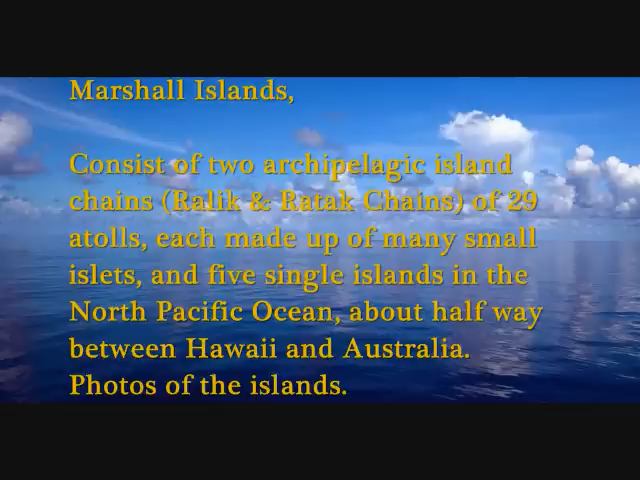 Marshall Islands,
Consist of two archipelagic island
chains (Ralik & Ratak Chains) of 29
atolls, each made up of many small
islets, and five single islands in the
North Pacific Ocean, about half way
between Hawaii and Australia.
Photos of the islands.